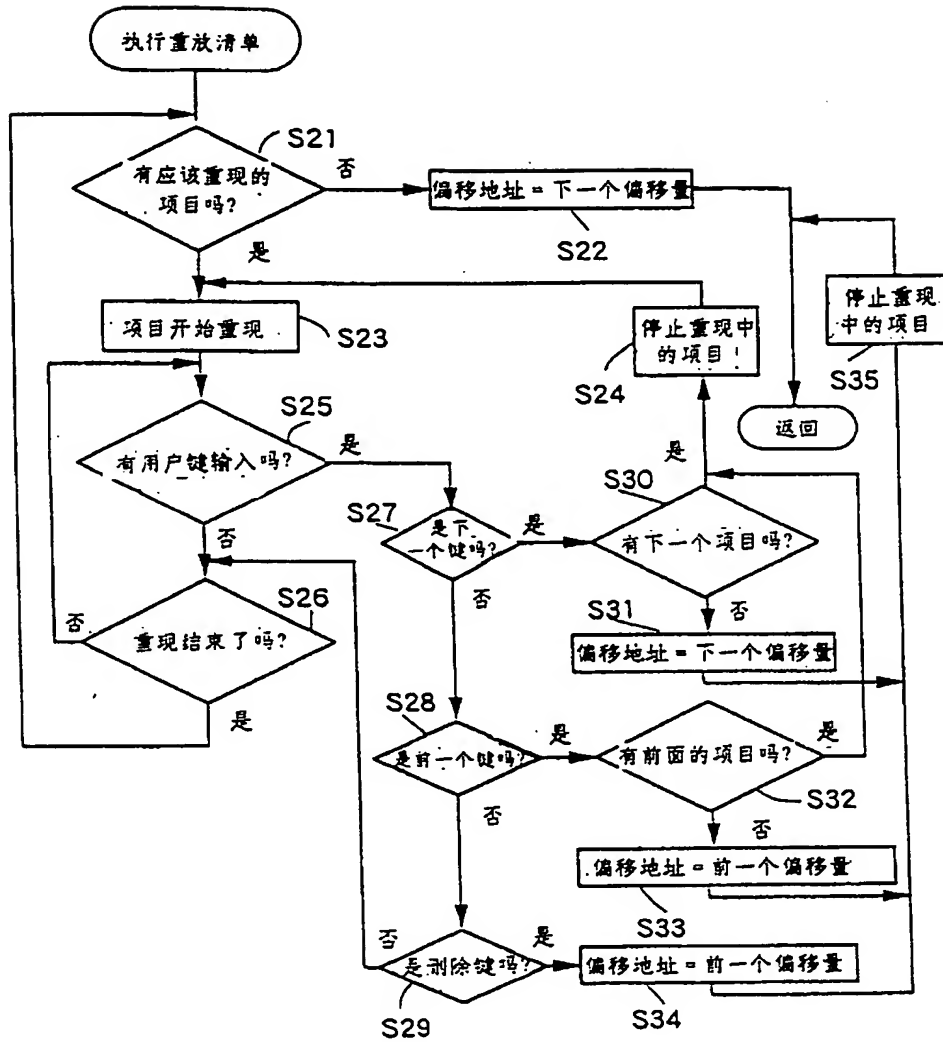 执行重放清单
S21
有应该重现的
项目吗?
否
偏移地址=下一个偏移量
S22
是
项目开始重现
S23
停止重现中
的项目!
S24
停止重现
中的项目
S35
返回
S25
有用户键输入吗?
是
否
S27
是下
一个键吗?
是
否
S30
有下一个项目吗?
是
否
S26
重现结束了吗?
否
是
S31
偏移地址=下一个偏移量
S28
是前一个键吗?
是
否
有前面的项目吗?
是
S32
否
偏移地址=前一个偏移量
S33
否
是删除键吗?
是
S29
偏移地址=前一个偏移量
S34